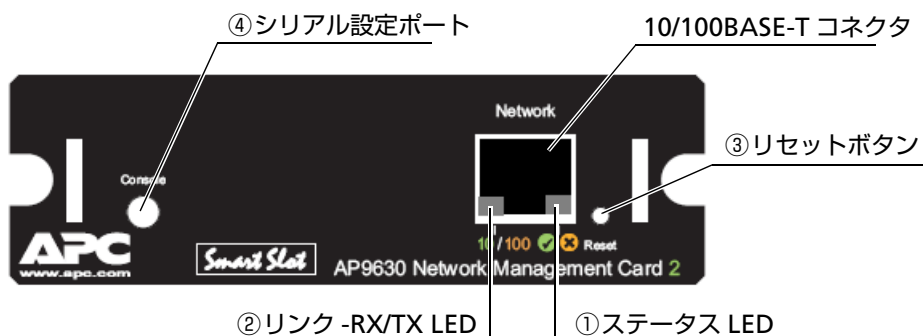 ④シリアル設定ポート
10/100BASE-T コネクタ
Network
③リセットボタン
Console
10/100 Reset
APC
www.apc.com
Smart Slot
AP9630 Network Management Card 2
②リンク -RX/TX LED
①ステータス LED